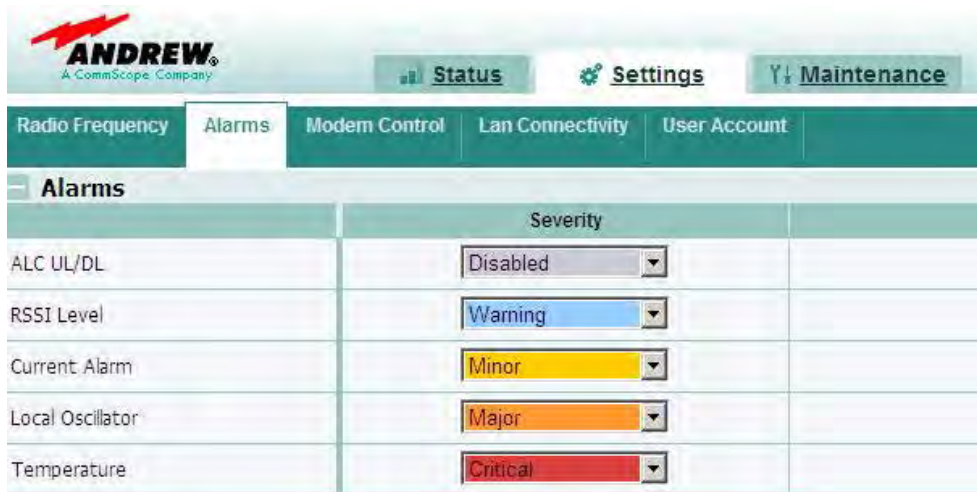 ANDREW®
A CommScope Company
Status Settings Maintenance
Radio Frequency Alarms Modem Control Lan Connectivity User Account
Alarms
Severity
ALC UL/DL Disabled
RSSI Level Warning
Current Alarm Minor
Local Oscillator Major
Temperature Critical